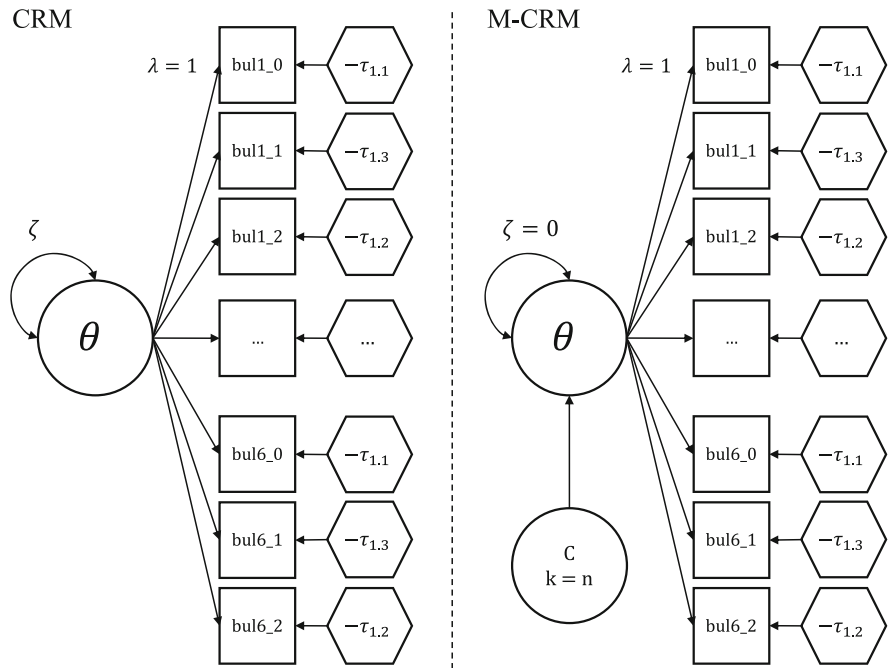 CRM
λ = 1
bul1_0
−τ1.1
bul1_1
−τ1.3
bul1_2
−τ1.2
ζ
θ
...
...
bul6_0
−τ1.1
bul6_1
−τ1.3
bul6_2
−τ1.2
M-CRM
λ = 1
bul1_0
−τ1.1
bul1_1
−τ1.3
bul1_2
−τ1.2
ζ = 0
θ
...
...
bul6_0
−τ1.1
bul6_1
−τ1.3
C
k = n
bul6_2
−τ1.2